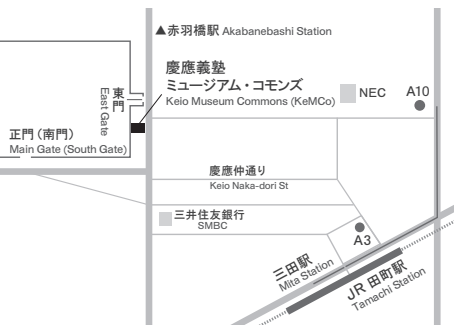 ▲赤羽橋駅 Akabanebashi Station
慶應義塾
ミュージアム・コモンズ
Keio Museum Commons (KeMCo)
NEC
A10
東門
East Gate
正門（南門）
Main Gate (South Gate)
慶應仲通り
Keio Naka-dori St
三井住友銀行
SMBC
A3
三田駅
Mita Station
JR 田町駅
Tamachi Station